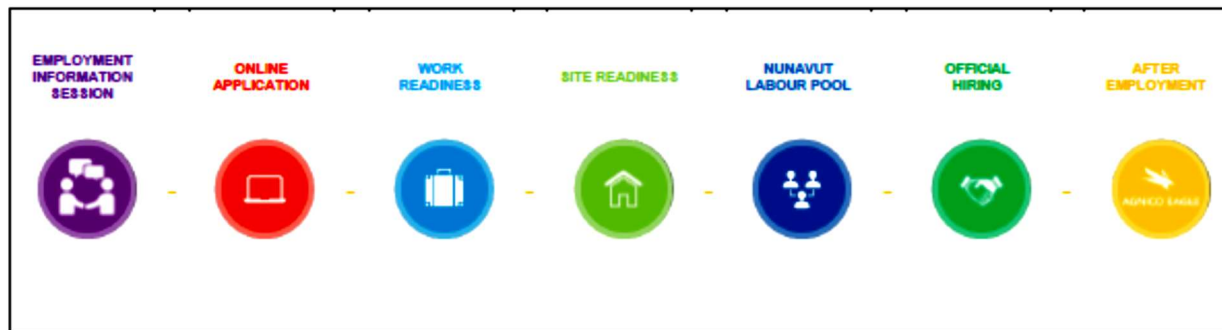 EMPLOYMENT
INFORMATION
SESSION
ONLINE
APPLICATION
WORK
READINESS
SITE READINESS
NUNAVUT
LABOUR POOL
OFFICIAL
HIRING
AFTER
EMPLOYMENT
AGNICO EAGLE